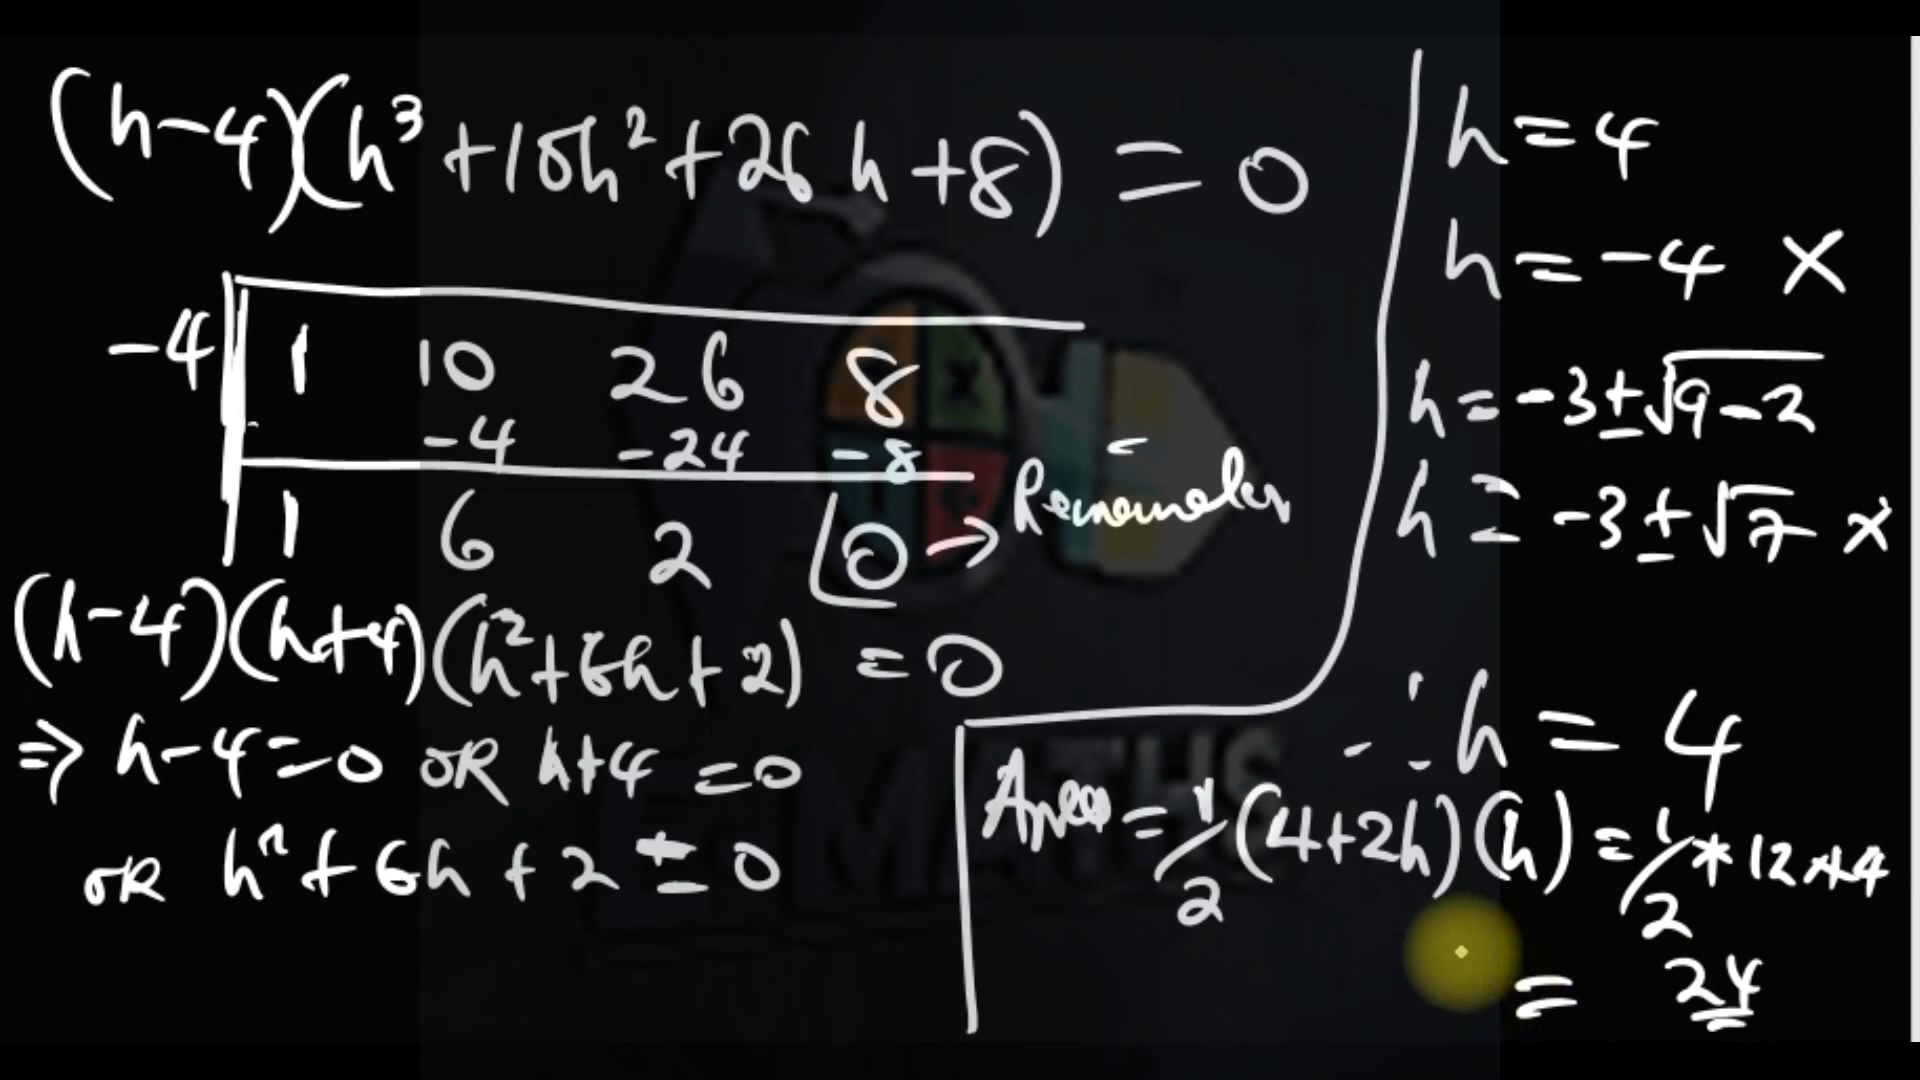 (h-4)(h³+10h²+26h+8) = 0
-4 | 1 10 26 8
-4 -24 -8
1 6 2 0 → Remainder
(h-4)(h+4)(h²+6h+2) = 0
⇒ h-4=0 OR h+4=0
OR h²+6h+2=0
h=4
h=-4 ×
h=-3±√9-2
h=-3±√7 ×
∴ h = 4
Area = 1/2 (4+2h)(h) = 1/2 * 12 * 4
= 24
MATHS